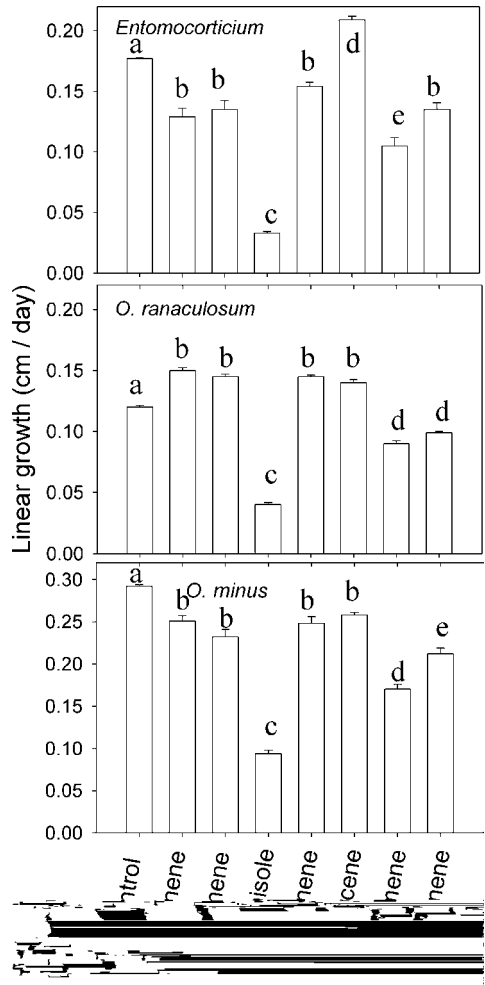 Entomocorticium
0.20
0.15
0.10
0.05
0.00
a
b
b
c
b
d
e
b
O. ranaculosum
0.20
0.15
0.10
0.05
0.00
a
b
b
c
b
b
d
d
Linear growth (cm / day)
O. minus
0.30
0.25
0.20
0.15
0.10
0.05
0.00
a
b
b
c
b
b
d
e
ntrol
nene
nene
isole
nene
cene
nene
nene